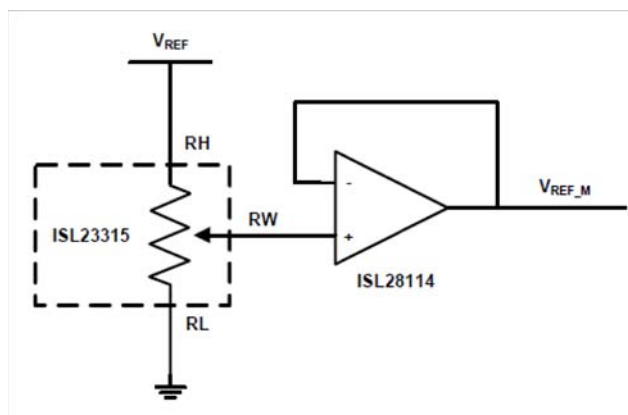 VREF
RH
ISL23315
RW
-
+
VREF_M
ISL28114
RL